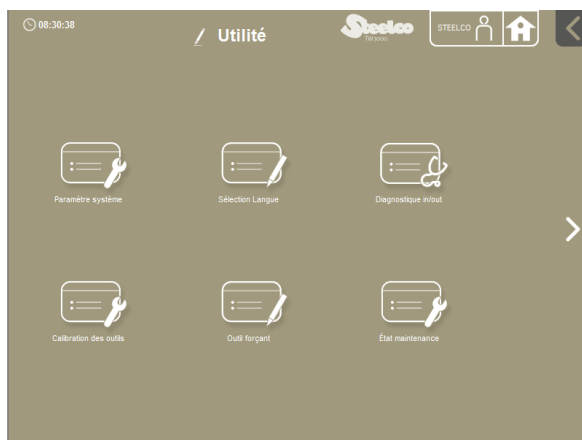 08:30:38
Utilité
Steelco
STEELCO
Paramètre système
Sélection Langue
Diagnostique in/out
Calibration des outils
Outil forçant
État maintenance